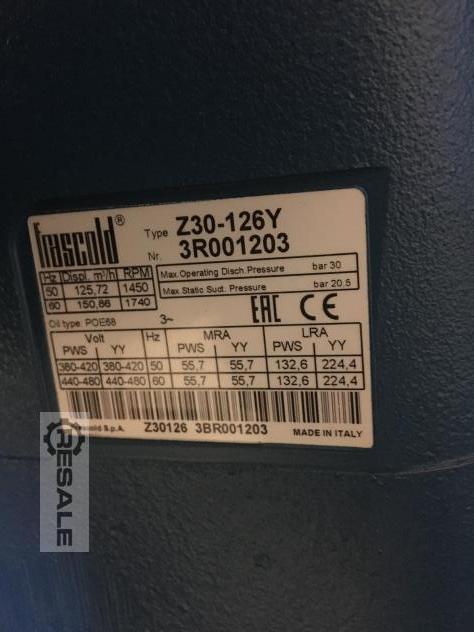 frascold®
Type Z30-126Y
Nr. 3R001203
Hz Displ. m³/h RPM
50 125,72 1450
60 150,86 1740
Max.Operating Disch.Pressure bar 30
Max.Static Suct. Pressure bar 20.5
Oil type: POE68 3~
EAC CE
Volt Hz MRA LRA
PWS YY PWS YY PWS YY
380-420 380-420 50 55,7 55,7 132,6 224,4
440-480 440-480 60 55,7 55,7 132,6 224,4
S.p.A. Z30126 3BR001203 MADE IN ITALY
RESALE